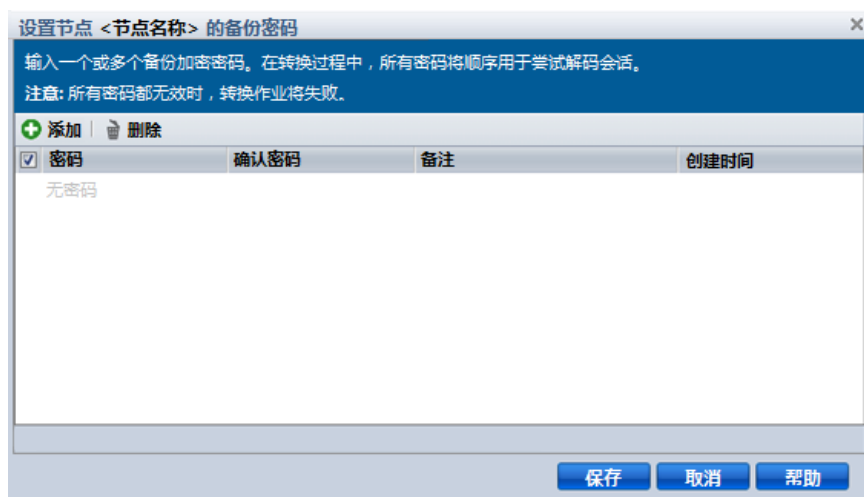 设置节点 <节点名称> 的备份密码
输入一个或多个备份加密密码。在转换过程中，所有密码将顺序用于尝试解码会话。
注意: 所有密码都无效时，转换作业将失败。
添加 删除
密码 确认密码 备注 创建时间
无密码
保存 取消 帮助